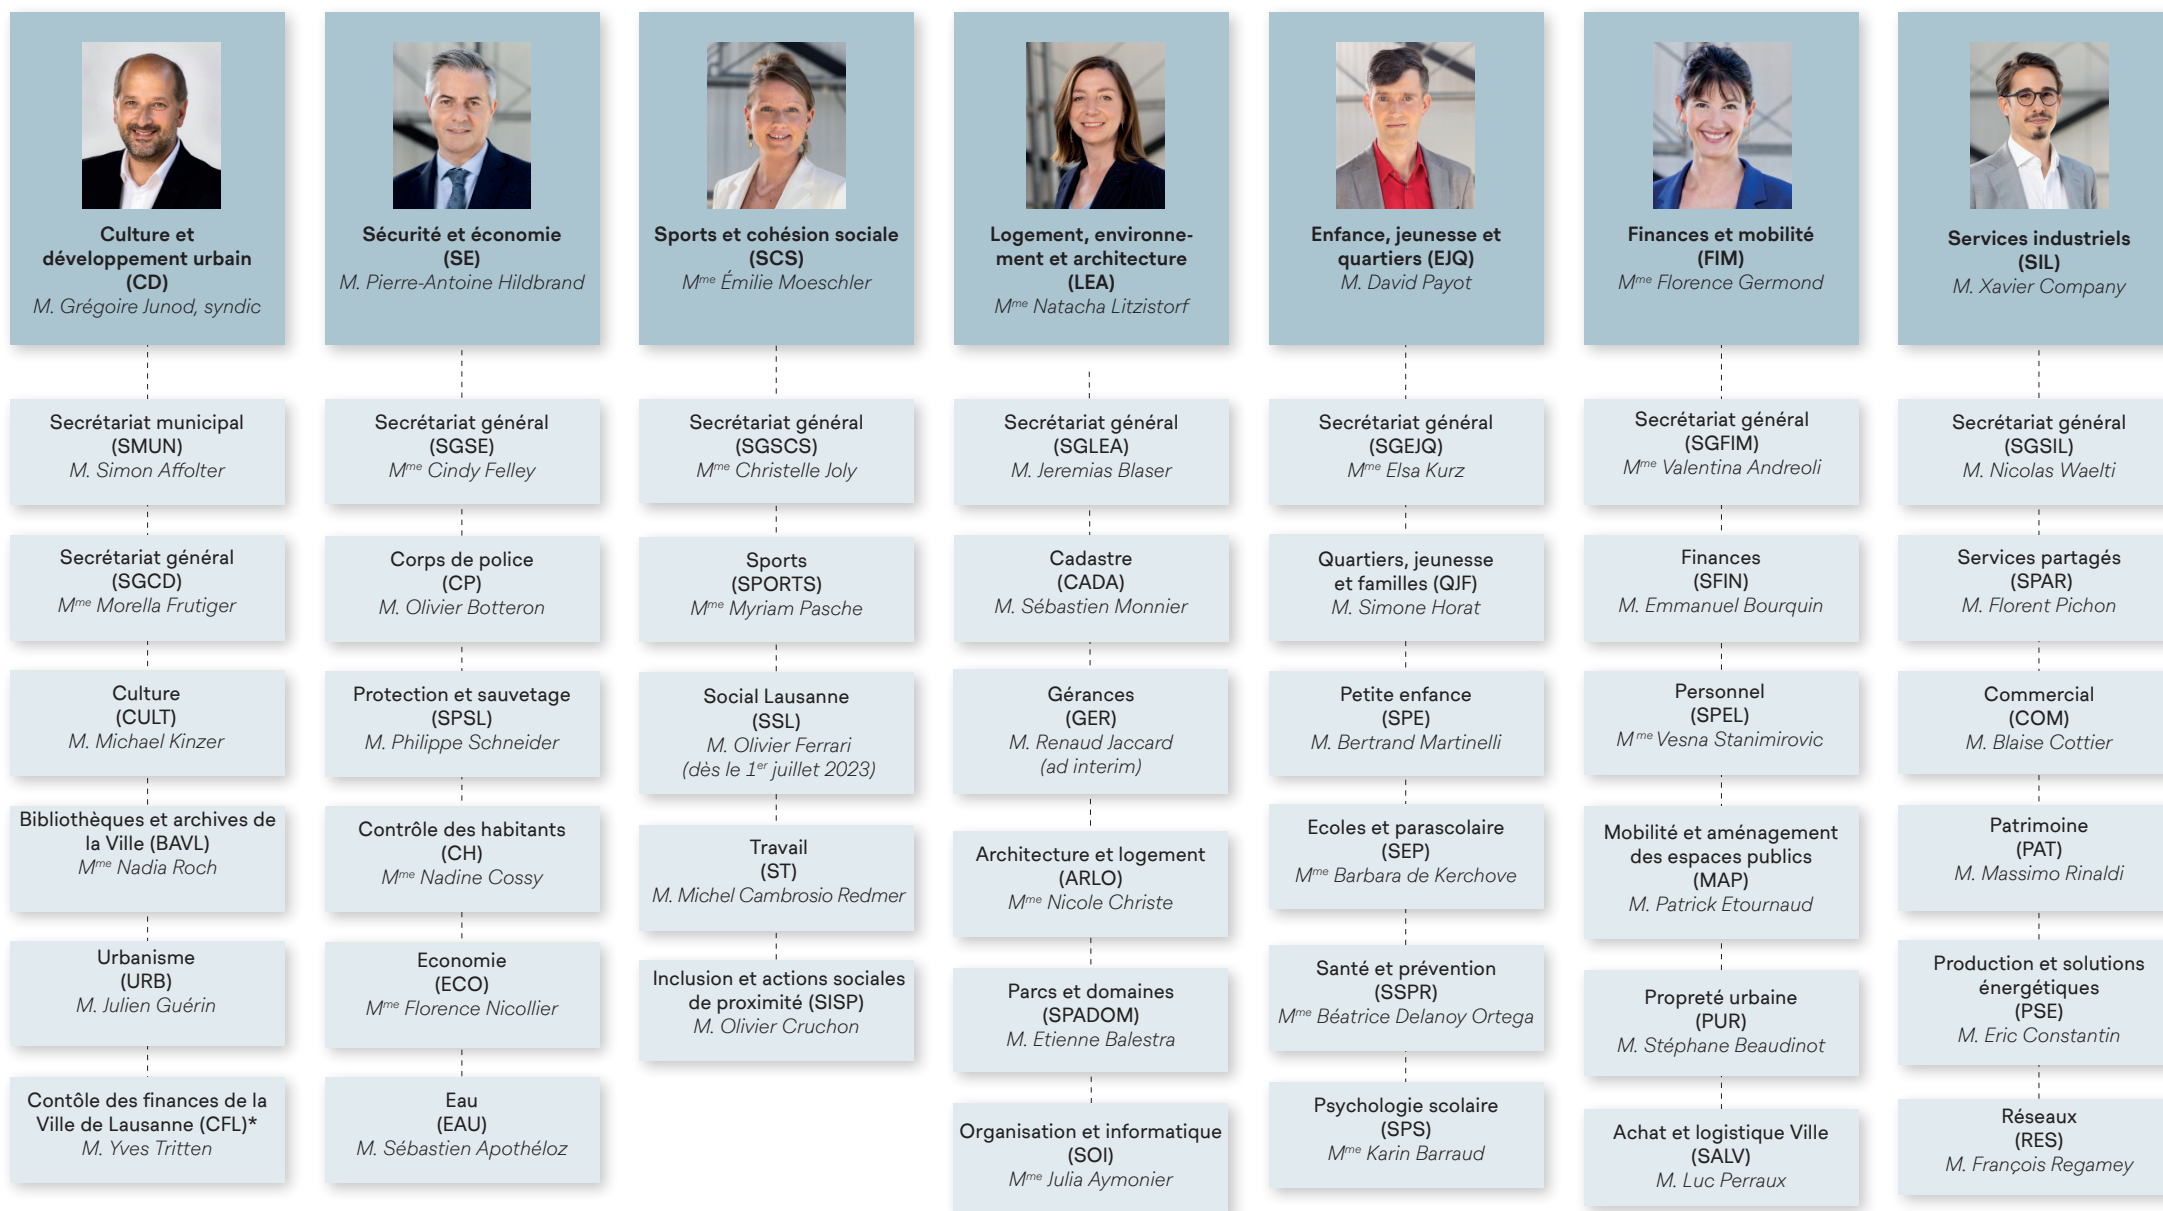 Culture et
développement urbain
(CD)
M. Grégoire Junod, syndic
Secrétariat municipal
(SMUN)
M. Simon Affolter
Secrétariat général
(SGCD)
Mme Morella Frutiger
Culture
(CULT)
M. Michael Kinzer
Bibliothèques et archives de
la Ville (BAVL)
Mme Nadia Roch
Urbanisme
(URB)
M. Julien Guérin
Contôle des finances de la
Ville de Lausanne (CFL)*
M. Yves Tritten
Sécurité et économie
(SE)
M. Pierre-Antoine Hildbrand
Secrétariat général
(SGSE)
Mme Cindy Felley
Corps de police
(CP)
M. Olivier Botteron
Protection et sauvetage
(SPSL)
M. Philippe Schneider
Contrôle des habitants
(CH)
Mme Nadine Cossy
Economie
(ECO)
Mme Florence Nicollier
Eau
(EAU)
M. Sébastien Apothéloz
Sports et cohésion sociale
(SCS)
Mme Émilie Moeschler
Secrétariat général
(SGSCS)
Mme Christelle Joly
Sports
(SPORTS)
Mme Myriam Pasche
Social Lausanne
(SSL)
M. Olivier Ferrari
(dès le 1er juillet 2023)
Travail
(ST)
M. Michel Cambrosio Redmer
Inclusion et actions sociales
de proximité (SISP)
M. Olivier Cruchon
Logement, environne-
ment et architecture
(LEA)
Mme Natacha Litzistorf
Secrétariat général
(SGLEA)
M. Jeremias Blaser
Cadastre
(CADA)
M. Sébastien Monnier
Gérances
(GER)
M. Renaud Jaccard
(ad interim)
Architecture et logement
(ARLO)
Mme Nicole Christe
Parcs et domaines
(SPADOM)
M. Etienne Balestra
Organisation et informatique
(SOI)
Mme Julia Aymonier
Enfance, jeunesse et
quartiers (EJQ)
M. David Payot
Secrétariat général
(SGEJQ)
Mme Elsa Kurz
Quartiers, jeunesse
et familles (QJF)
M. Simone Horat
Petite enfance
(SPE)
M. Bertrand Martinelli
Ecoles et parascolaire
(SEP)
Mme Barbara de Kerchove
Santé et prévention
(SSPR)
Mme Béatrice Delanoy Ortega
Psychologie scolaire
(SPS)
Mme Karin Barraud
Finances et mobilité
(FIM)
Mme Florence Germond
Secrétariat général
(SGFIM)
Mme Valentina Andreoli
Finances
(SFIN)
M. Emmanuel Bourquin
Personnel
(SPEL)
Mme Vesna Stanimirovic
Mobilité et aménagement
des espaces publics
(MAP)
M. Patrick Etournaud
Propreté urbaine
(PUR)
M. Stéphane Beaudinot
Achat et logistique Ville
(SALV)
M. Luc Perraux
Services industriels
(SIL)
M. Xavier Company
Secrétariat général
(SGSIL)
M. Nicolas Waelti
Services partagés
(SPAR)
M. Florent Pichon
Commercial
(COM)
M. Blaise Cottier
Patrimoine
(PAT)
M. Massimo Rinaldi
Production et solutions
énergétiques
(PSE)
M. Eric Constantin
Réseaux
(RES)
M. François Regamey